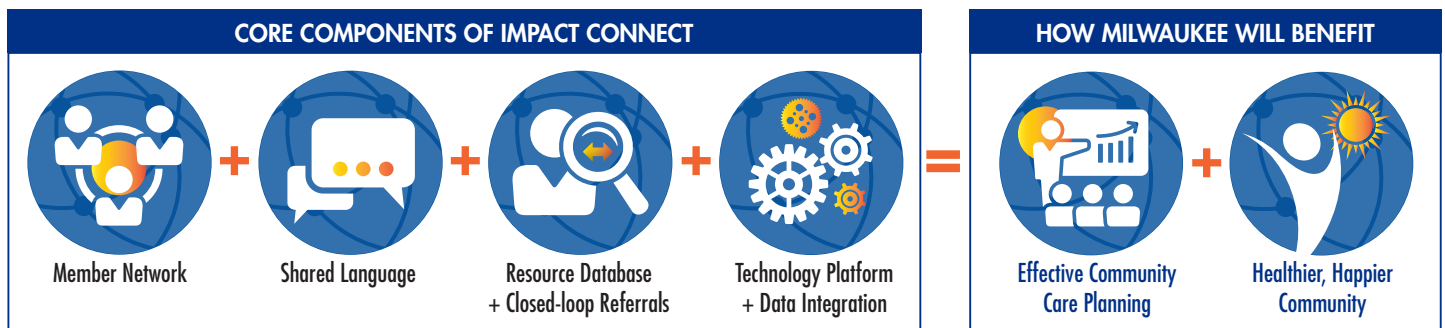 CORE COMPONENTS OF IMPACT CONNECT
Member Network
+
Shared Language
+
Resource Database
+ Closed-loop Referrals
+
Technology Platform
+ Data Integration
=
HOW MILWAUKEE WILL BENEFIT
Effective Community
Care Planning
+
Healthier, Happier
Community